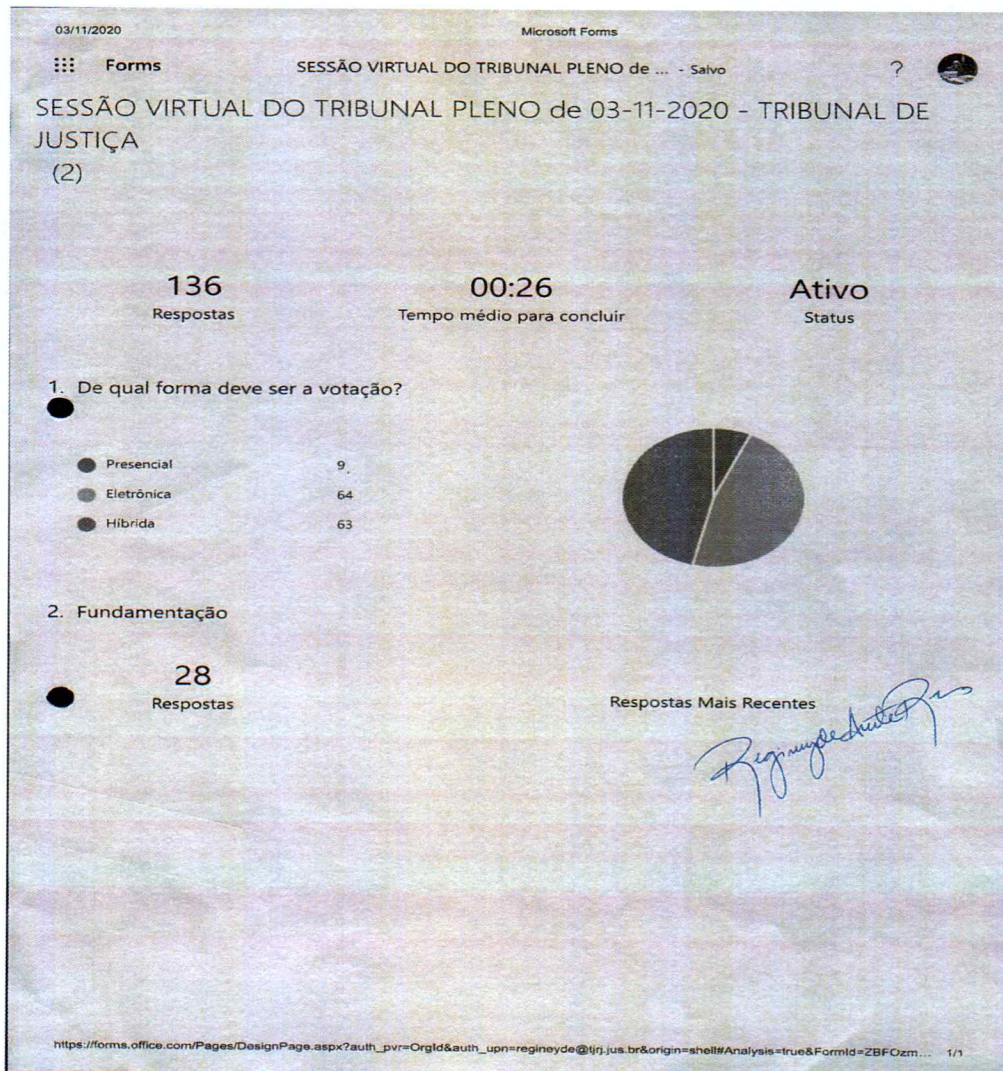 03/11/2020 Microsoft Forms
Forms SESSÃO VIRTUAL DO TRIBUNAL PLENO de ... - Salvo ?
SESSÃO VIRTUAL DO TRIBUNAL PLENO de 03-11-2020 - TRIBUNAL DE
JUSTIÇA
(2)
136 00:26 Ativo
Respostas Tempo médio para concluir Status
1. De qual forma deve ser a votação?
Presencial 9
Eletrônica 64
Híbrida 63
2. Fundamentação
28
Respostas Respostas Mais Recentes
https://forms.office.com/Pages/DesignPage.aspx?auth_pvr=OrgId&auth_upn=regineyde@tjrj.jus.br&origin=shell#Analysis=true&FormId=ZBFOzm... 1/1